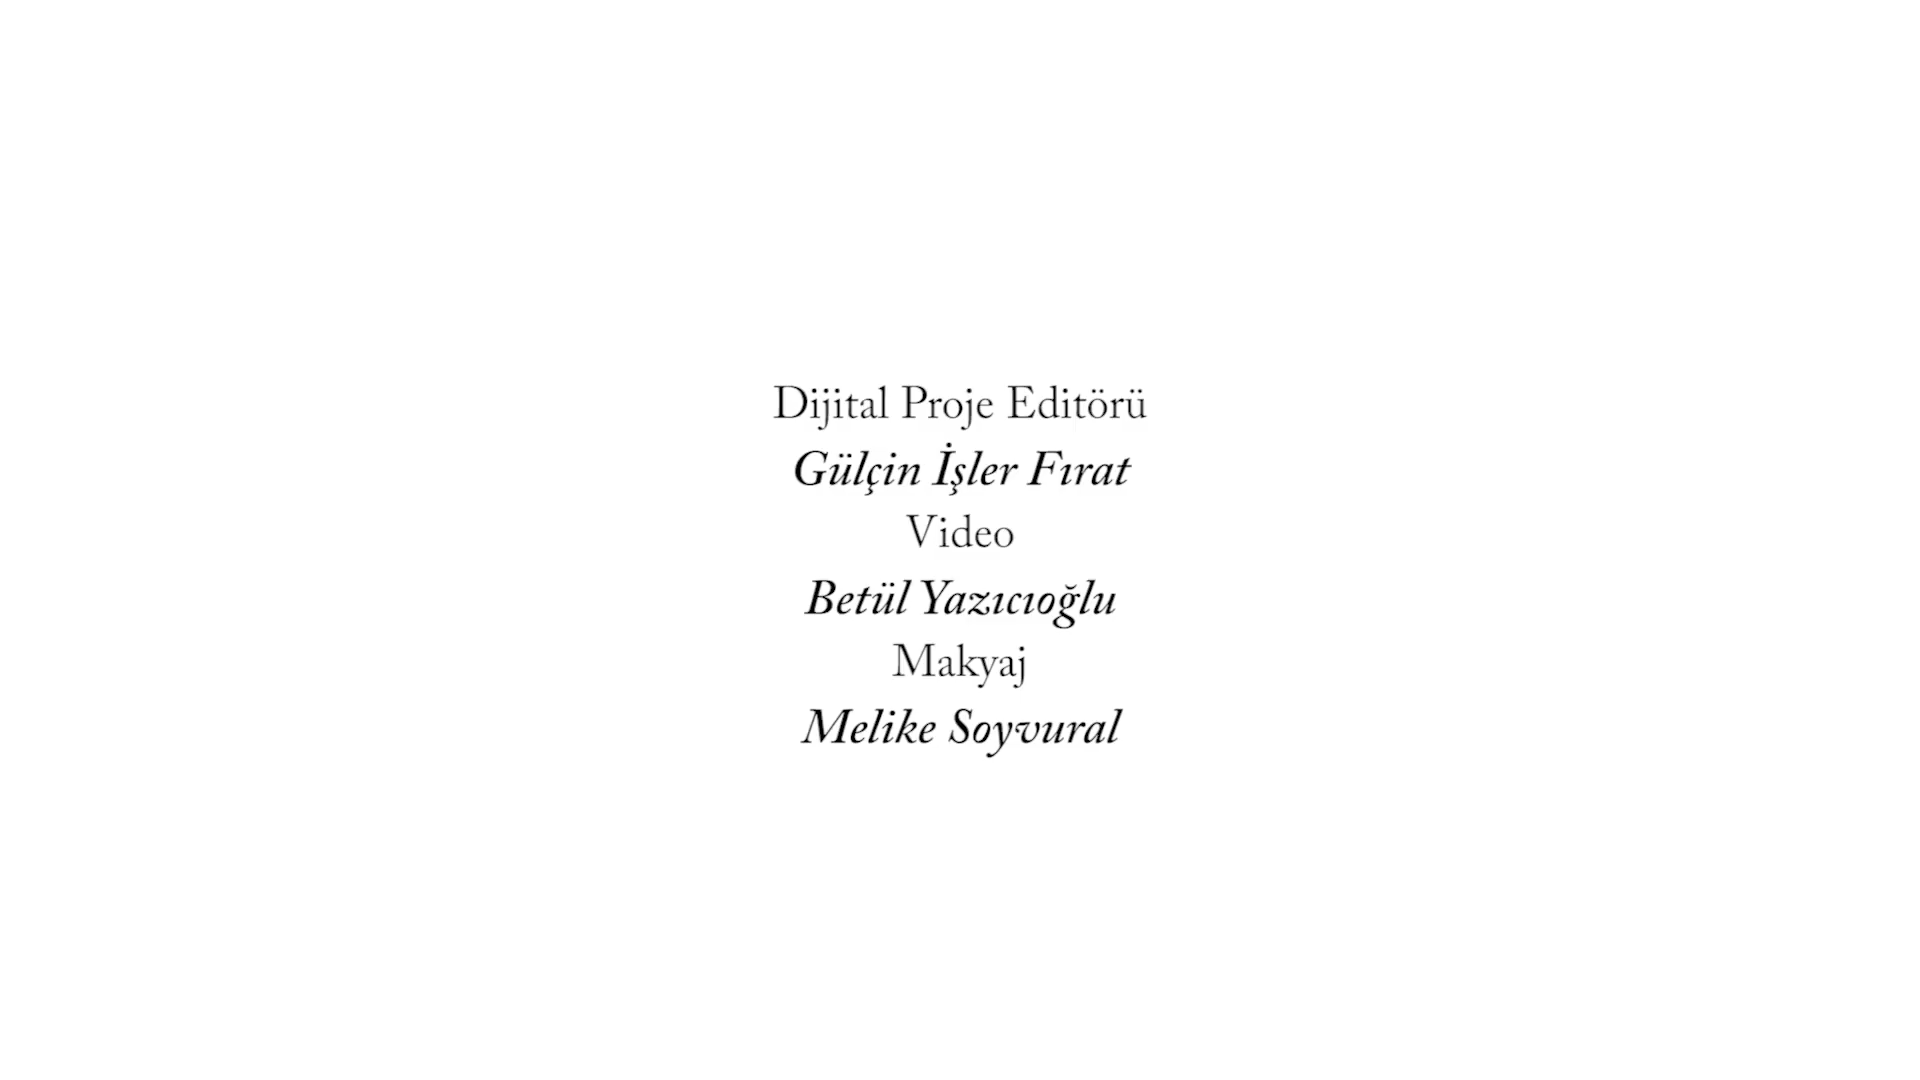 Dijital Proje Editörü
Gülçin İşler Fırat
Video
Betül Yazıcıoğlu
Makyaj
Melike Soyvural